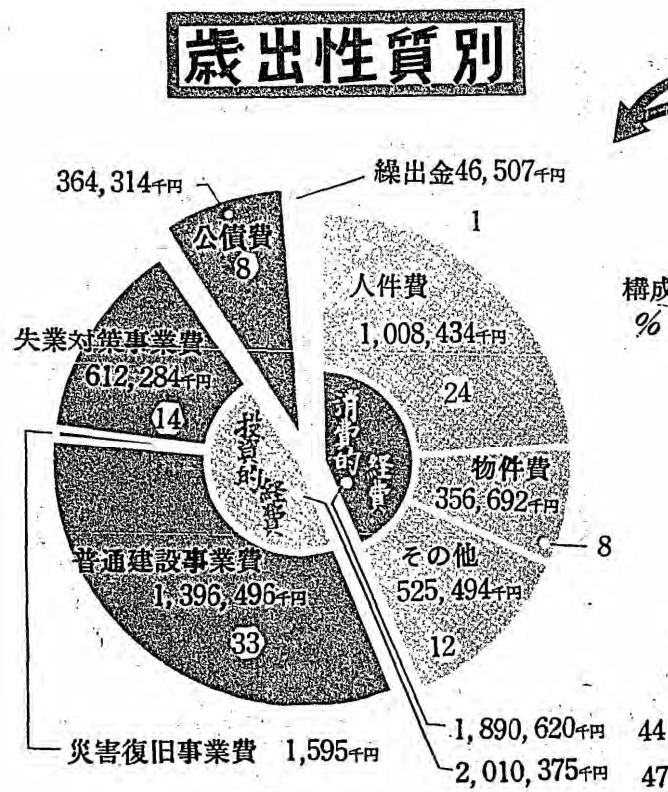 歳出性質別
364,314千円
繰出金46,507千円
1
公債費
8
人件費
1,008,434千円
24
構成
%
失業対策事業費
612,284千円
14
消費的
経費
投資的
経費
物件費
356,692千円
8
その他
525,494千円
12
普通建設事業費
1,396,496千円
33
災害復旧事業費 1,595千円
1,890,620千円 44
2,010,375千円 47